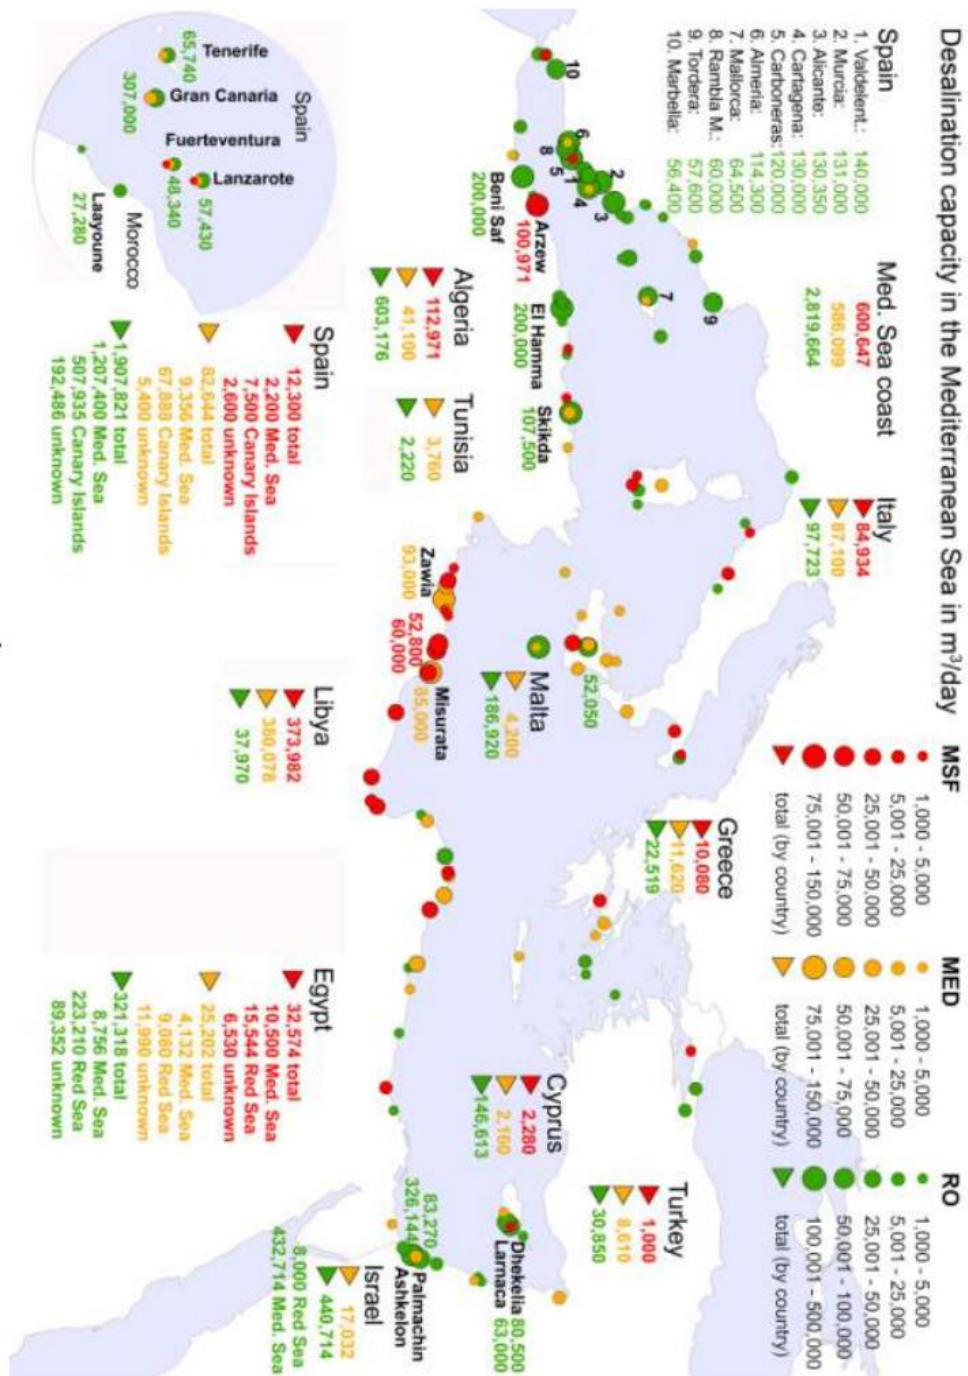 Desalination capacity in the Mediterranean Sea in m³/day
Spain
1. Valdelent.: 140,000
2. Murcia: 131,000
3. Alicante: 130,350
4. Cartagena: 130,000
5. Carboneras: 120,000
6. Almeria: 114,300
7. Mallorca: 64,500
8. Rambla M.: 60,000
9. Tordera: 57,600
10. Marbella: 56,400
Med. Sea coast
600,647
586,099
2,819,664
Italy
84,934
87,100
97,723
MSF
1,000 - 5,000
5,001 - 25,000
25,001 - 50,000
50,001 - 75,000
75,001 - 150,000
total (by country)
MED
1,000 - 5,000
5,001 - 25,000
25,001 - 50,000
50,001 - 75,000
75,001 - 150,000
total (by country)
RO
1,000 - 5,000
5,001 - 25,000
25,001 - 50,000
50,001 - 100,000
100,001 - 500,000
total (by country)
Greece
10,080
11,620
22,519
Turkey
1,000
8,610
30,850
Cyprus
2,280
2,160
146,613
Dhekelia 80,500
Larnaca 63,000
Malta
4,200
186,920
52,050
10
6
8
5
1
4
2
3
7
9
Arzew
100,971
Beni Saf
200,000
El Hamma
200,000
Skikda
107,500
Zawia
93,000
52,800
60,000
Misurata
85,000
83,270
326,144
Palmachin
Ashkelon
Algeria
112,971
41,100
603,176
Tunisia
3,760
2,220
Libya
373,982
380,078
37,970
Israel
17,032
440,714
8,000 Red Sea
432,714 Med. Sea
Spain
12,300 total
2,200 Med. Sea
7,500 Canary Islands
2,600 unknown
82,644 total
9,356 Med. Sea
67,888 Canary Islands
5,400 unknown
1,907,821 total
1,207,400 Med. Sea
507,935 Canary Islands
192,486 unknown
Egypt
32,574 total
10,500 Med. Sea
15,544 Red Sea
6,530 unknown
25,202 total
4,132 Med. Sea
9,080 Red Sea
11,990 unknown
321,318 total
8,756 Med. Sea
223,210 Red Sea
89,352 unknown
Spain
Tenerife
65,740
Gran Canaria
307,000
Fuerteventura
48,340
Lanzarote
57,430
Morocco
Laayoune
27,280